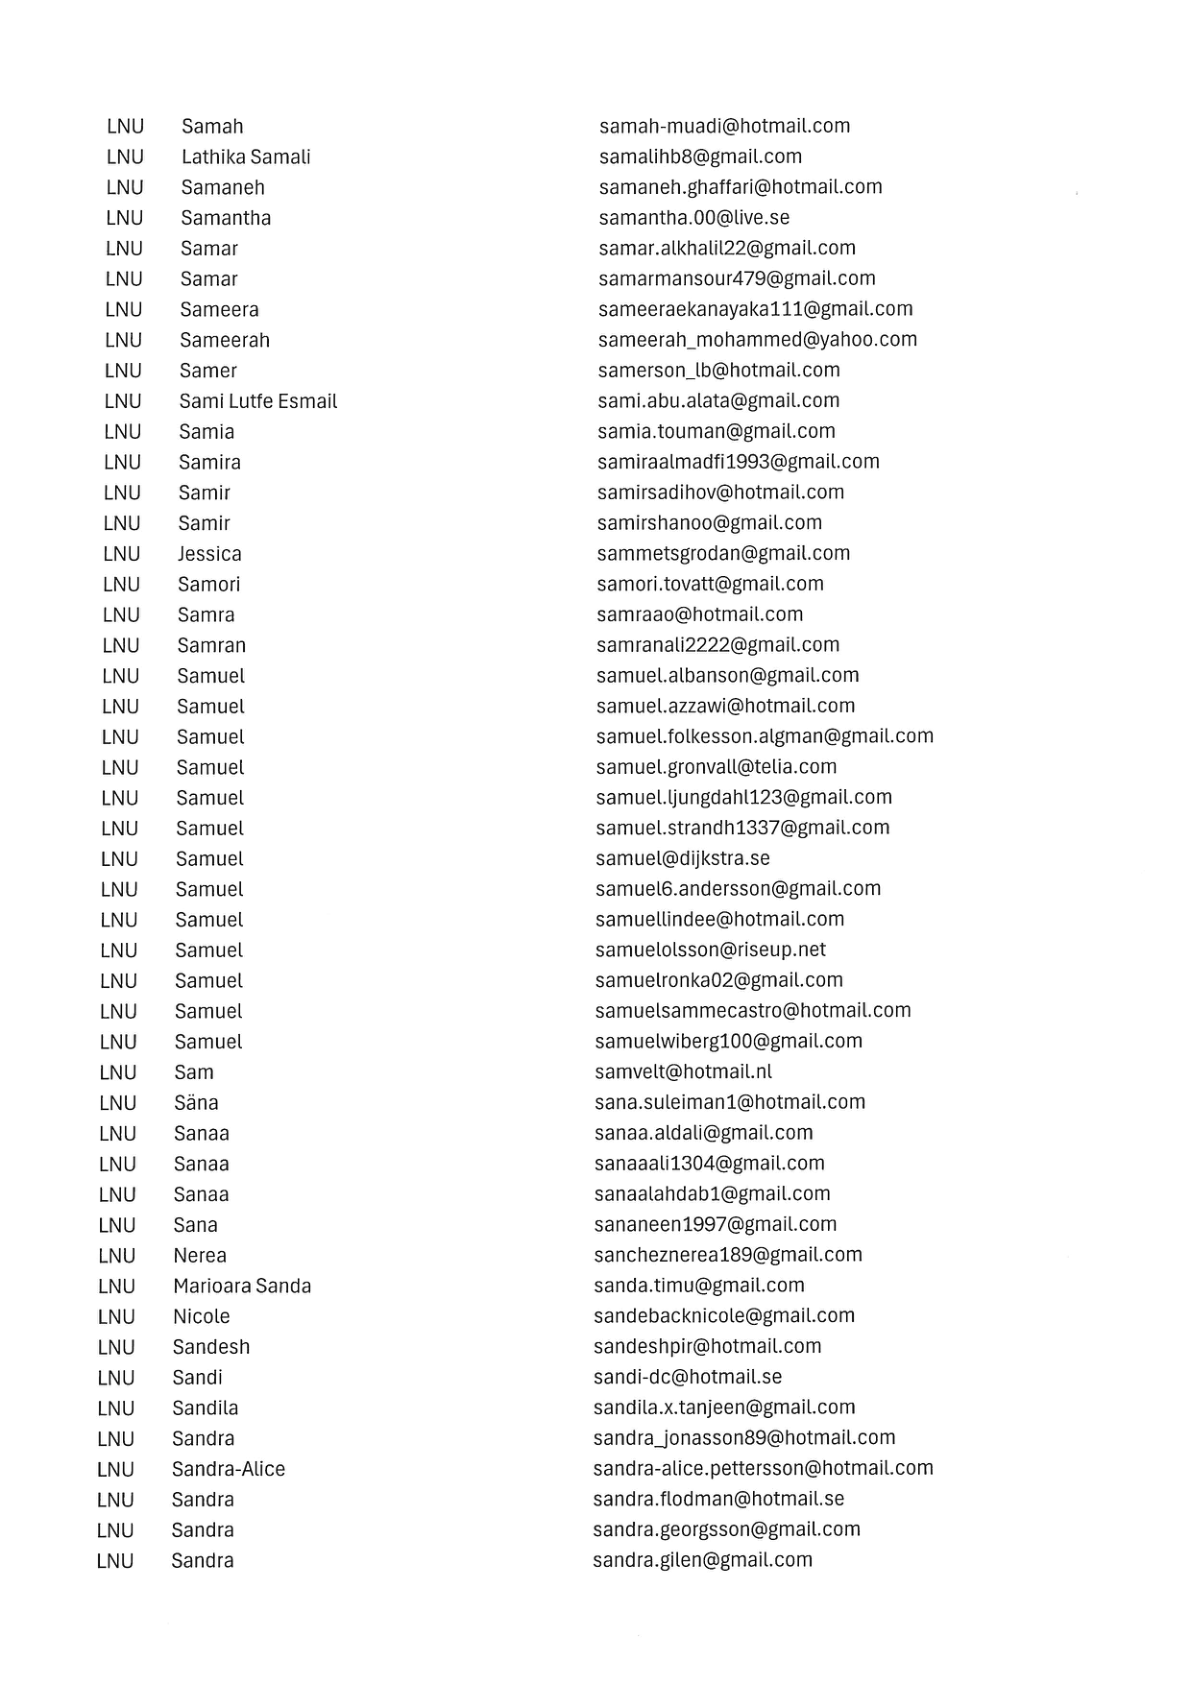 LNU Samah samah-muadi@hotmail.com
LNU Lathika Samali samalihb8@gmail.com
LNU Samaneh samaneh.ghaffari@hotmail.com
LNU Samantha samantha.00@live.se
LNU Samar samar.alkhalil22@gmail.com
LNU Samar samarmansour479@gmail.com
LNU Sameera sameeraekanayaka111@gmail.com
LNU Sameerah sameerah_mohammed@yahoo.com
LNU Samer samerson_lb@hotmail.com
LNU Sami Lutfe Esmail sami.abu.alata@gmail.com
LNU Samia samia.touman@gmail.com
LNU Samira samiraalmadfi1993@gmail.com
LNU Samir samirsadihov@hotmail.com
LNU Samir samirshanoo@gmail.com
LNU Jessica sammetsgrodan@gmail.com
LNU Samori samori.tovatt@gmail.com
LNU Samra samraao@hotmail.com
LNU Samran samranali2222@gmail.com
LNU Samuel samuel.albanson@gmail.com
LNU Samuel samuel.azzawi@hotmail.com
LNU Samuel samuel.folkesson.algman@gmail.com
LNU Samuel samuel.gronvall@telia.com
LNU Samuel samuel.ljungdahl123@gmail.com
LNU Samuel samuel.strandh1337@gmail.com
LNU Samuel samuel@dijkstra.se
LNU Samuel samuel6.andersson@gmail.com
LNU Samuel samuellindee@hotmail.com
LNU Samuel samuelolsson@riseup.net
LNU Samuel samuelronka02@gmail.com
LNU Samuel samuelsammecastro@hotmail.com
LNU Samuel samuelwiberg100@gmail.com
LNU Sam samvelt@hotmail.nl
LNU Säna sana.suleiman1@hotmail.com
LNU Sanaa sanaa.aldali@gmail.com
LNU Sanaa sanaaali1304@gmail.com
LNU Sanaa sanaalahdab1@gmail.com
LNU Sana sananeen1997@gmail.com
LNU Nerea sancheznerea189@gmail.com
LNU Marioara Sanda sanda.timu@gmail.com
LNU Nicole sandebacknicole@gmail.com
LNU Sandesh sandeshpir@hotmail.com
LNU Sandi sandi-dc@hotmail.se
LNU Sandila sandila.x.tanjeen@gmail.com
LNU Sandra sandra_jonasson89@hotmail.com
LNU Sandra-Alice sandra-alice.pettersson@hotmail.com
LNU Sandra sandra.flodman@hotmail.se
LNU Sandra sandra.georgsson@gmail.com
LNU Sandra sandra.gilen@gmail.com